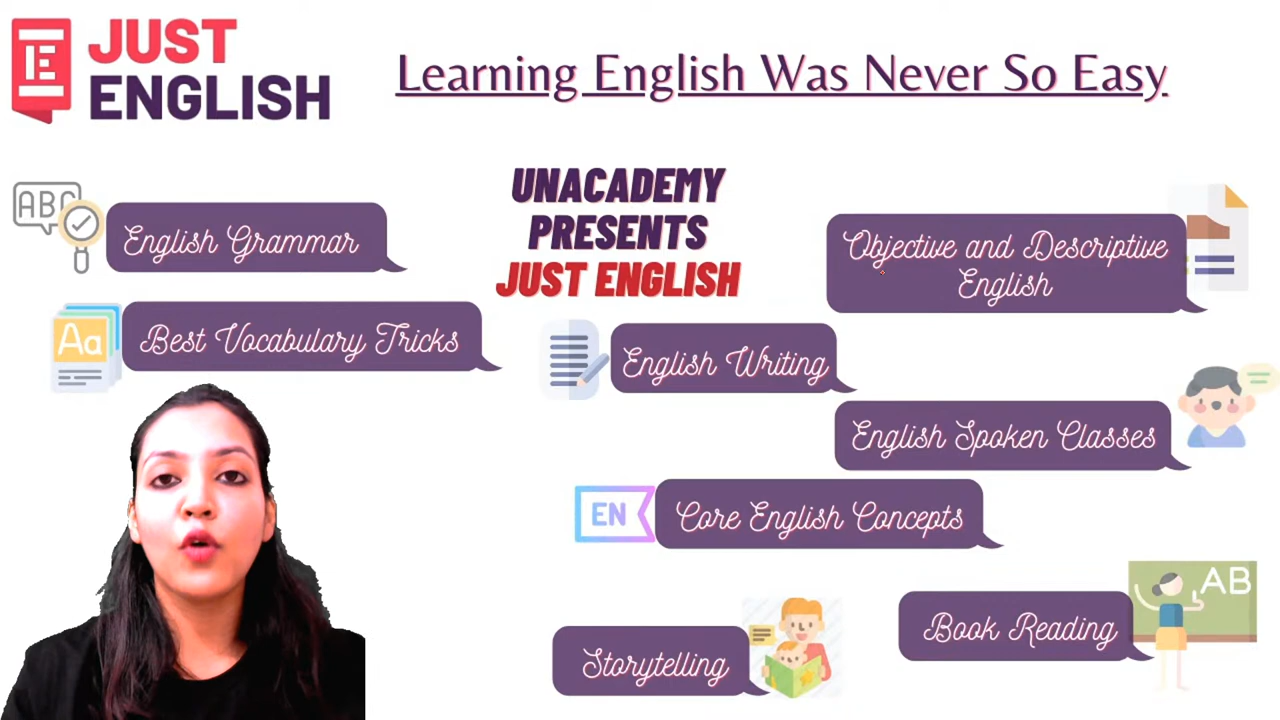 JUST
ENGLISH
Learning English Was Never So Easy
UNACADEMY
PRESENTS
JUST ENGLISH
ABC
English Grammar
Objective and Descriptive
English
Aa
Best Vocabulary Tricks
English Writing
English Spoken Classes
EN
Core English Concepts
AB
Book Reading
Storytelling